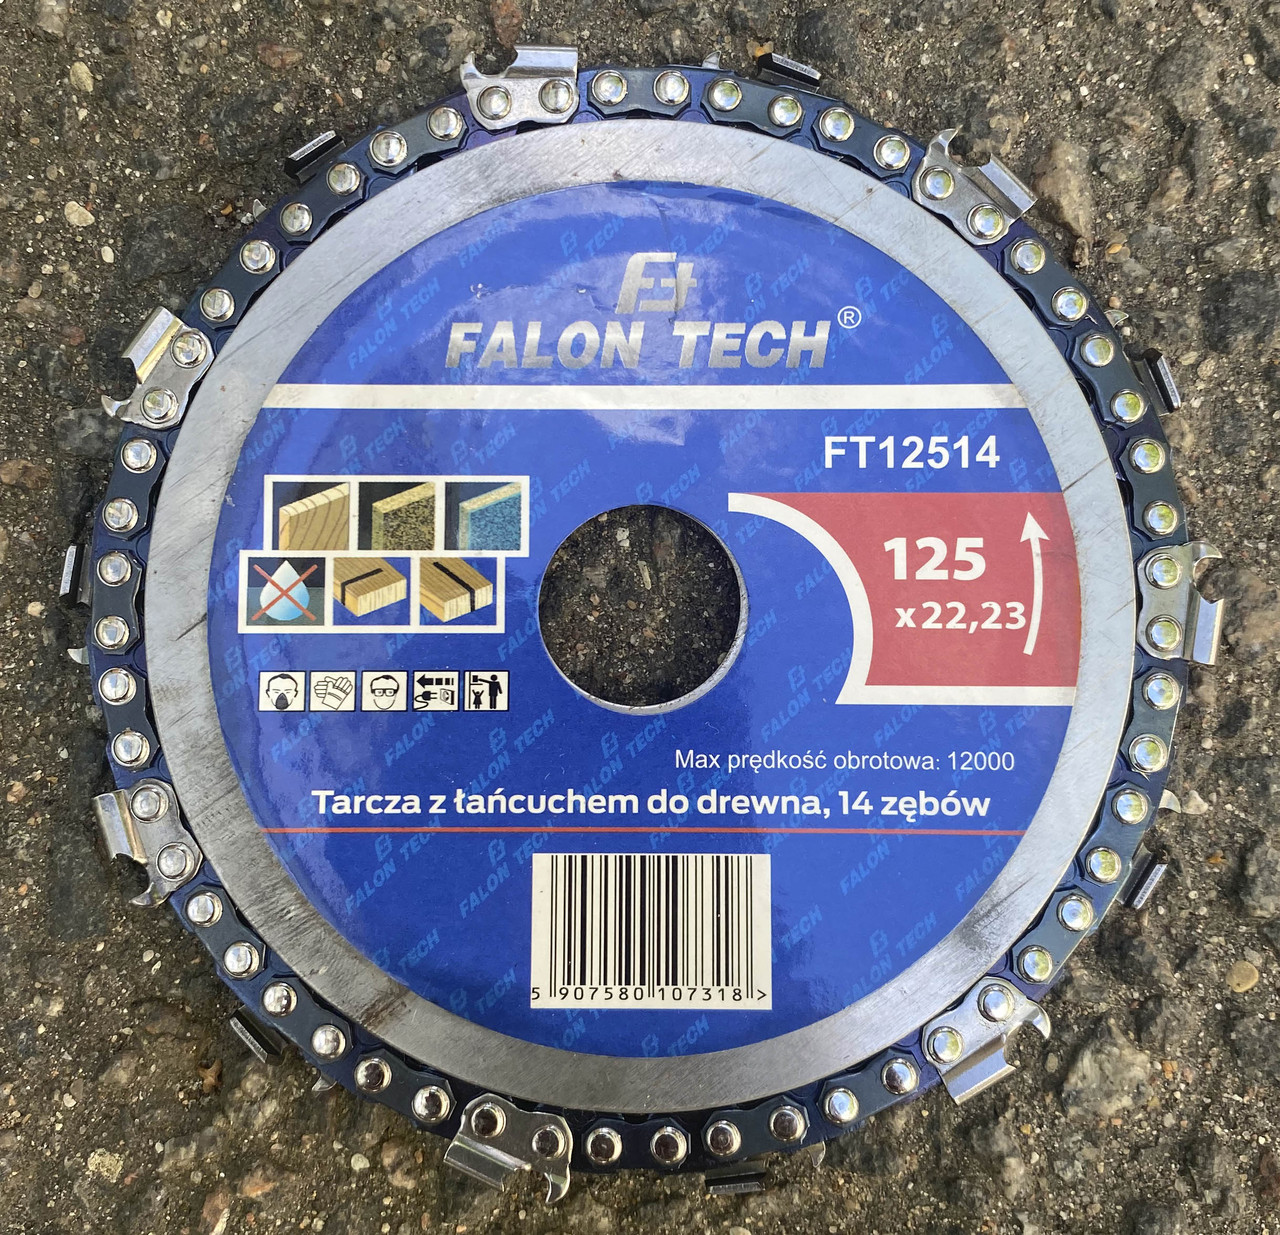 FALON TECH®
FT12514
125
x 22,23
Max prędkość obrotowa: 12000
Tarcza z łańcuchem do drewna, 14 zębów
5 907580 107318 >